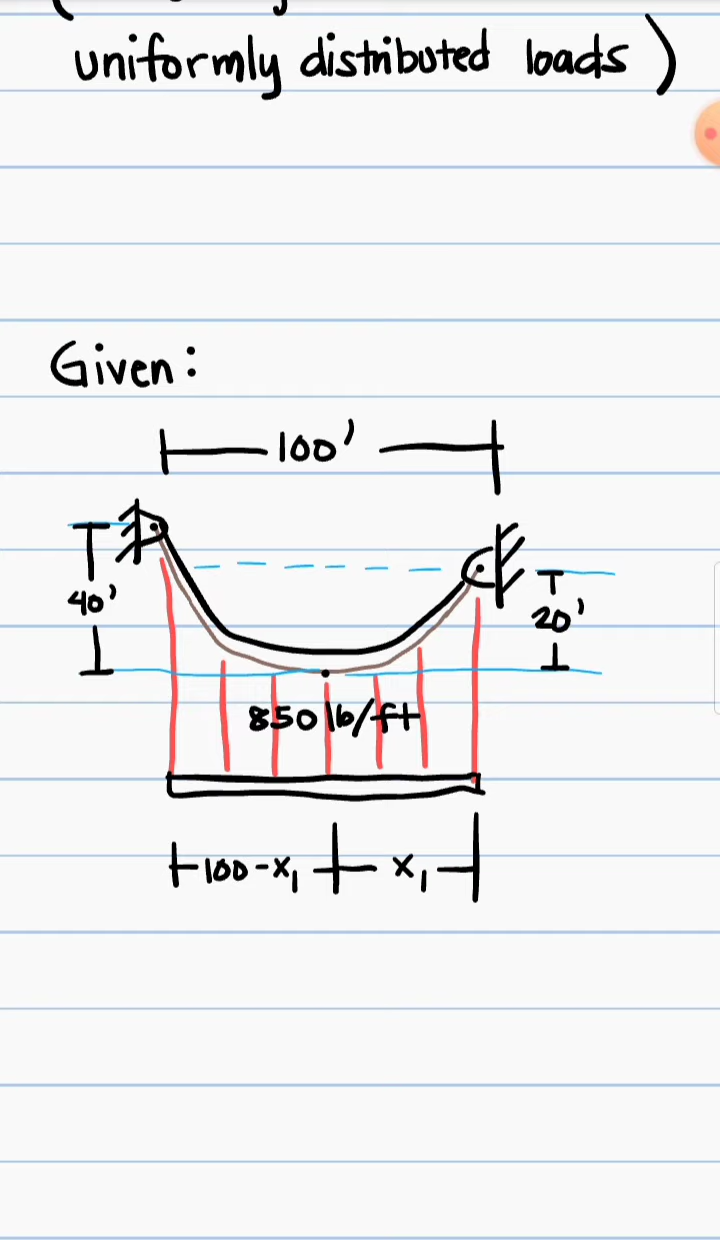 uniformly distributed loads )
Given:
100'
40'
20'
850 lb/ft
100-x₁
x₁